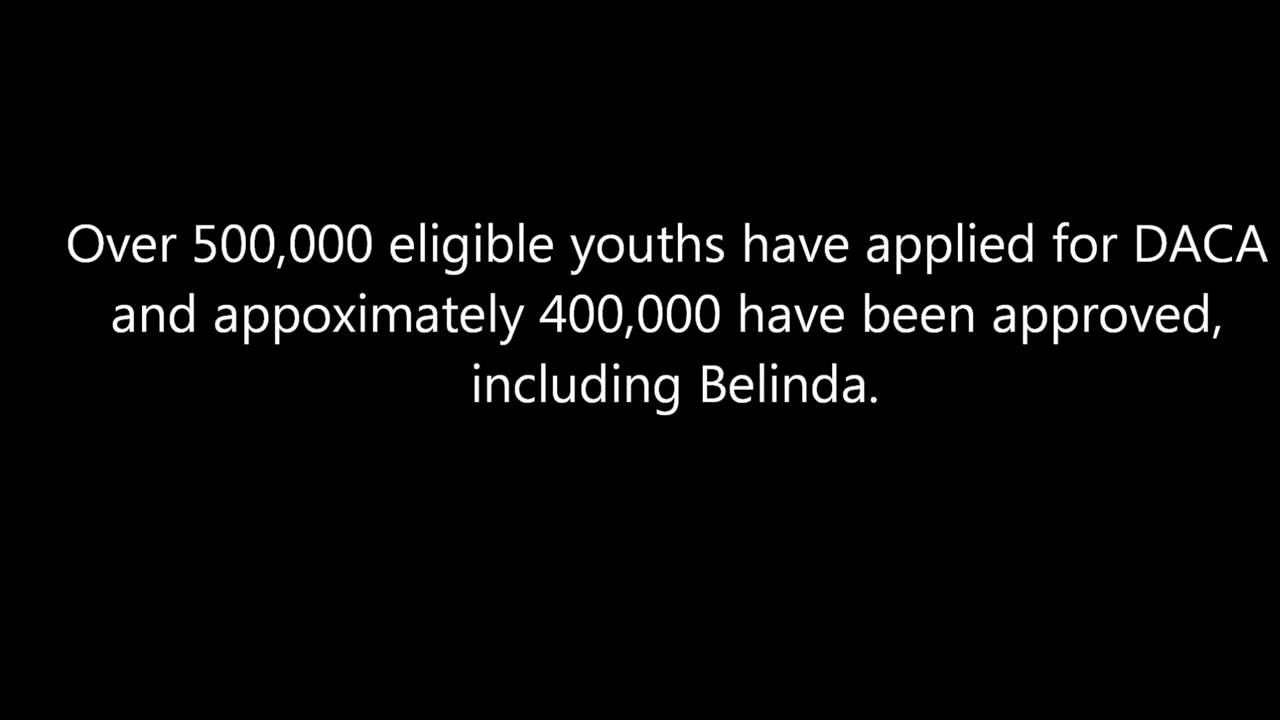 Over 500,000 eligible youths have applied for DACA
and appoximately 400,000 have been approved,
including Belinda.